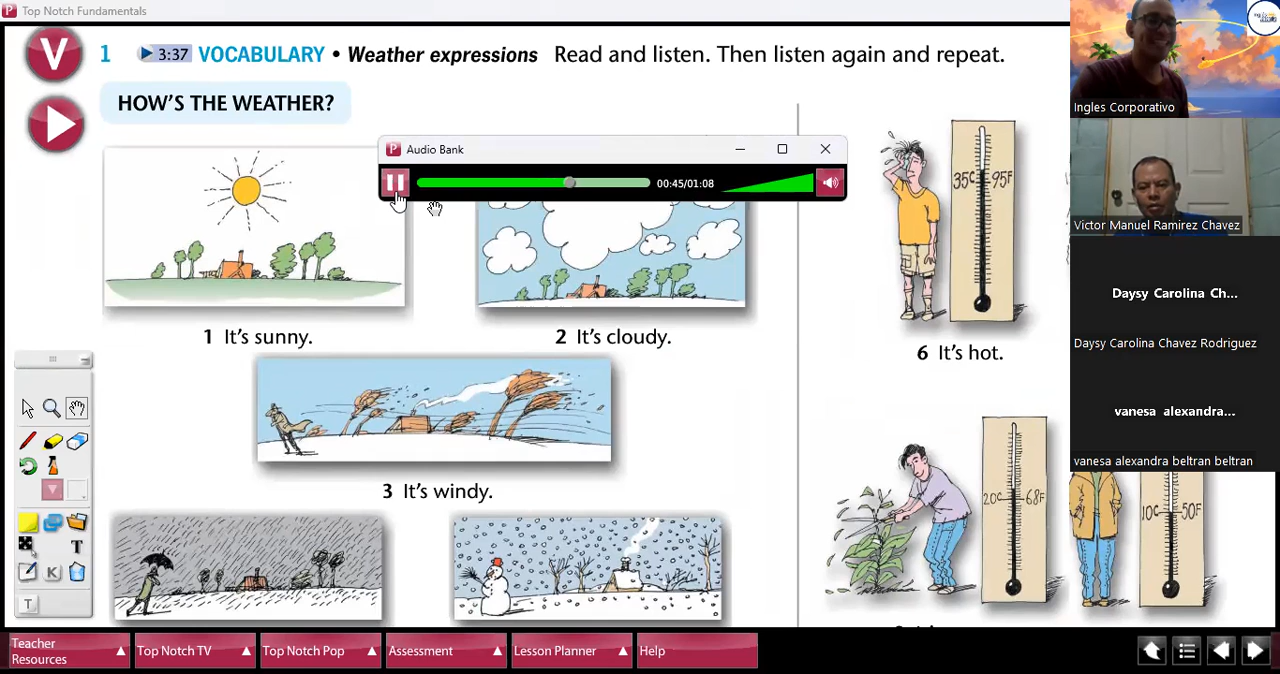 Top Notch Fundamentals
V
1 3:37 VOCABULARY • Weather expressions Read and listen. Then listen again and repeat.
HOW'S THE WEATHER?
Audio Bank
00:45/01:08
35C 95F
1 It's sunny.
2 It's cloudy.
6 It's hot.
3 It's windy.
20C 68F
10C 50F
Ingles Corporativo
Victor Manuel Ramirez Chavez
Daysy Carolina Ch...
Daysy Carolina Chavez Rodriguez
vanesa alexandra...
vanesa alexandra beltran beltran
T
K
T
Teacher
Resources
Top Notch TV
Top Notch Pop
Assessment
Lesson Planner
Help